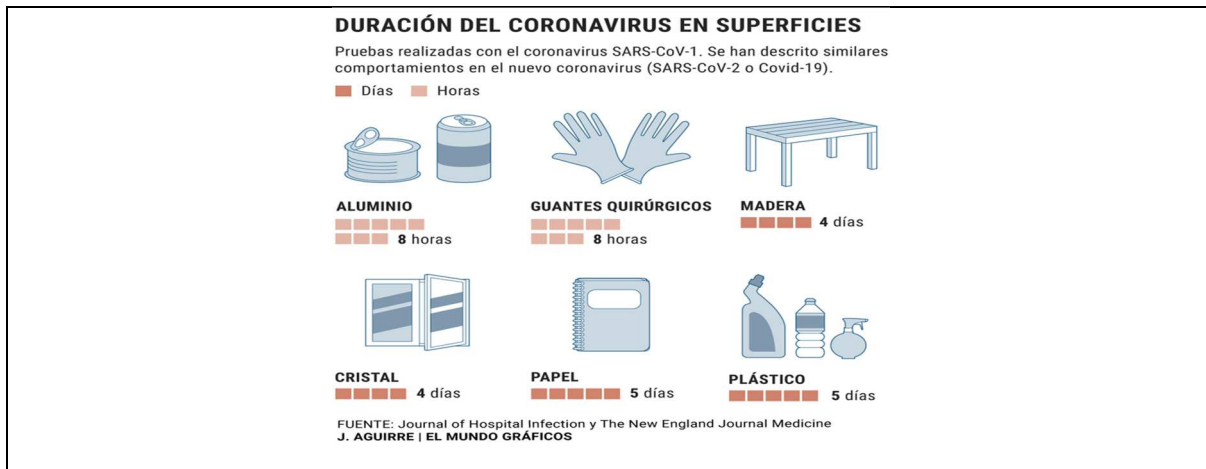 DURACIÓN DEL CORONAVIRUS EN SUPERFICIES
Pruebas realizadas con el coronavirus SARS-CoV-1. Se han descrito similares
comportamientos en el nuevo coronavirus (SARS-CoV-2 o Covid-19).
Días Horas
ALUMINIO
8 horas
GUANTES QUIRÚRGICOS
8 horas
MADERA
4 días
CRISTAL
4 días
PAPEL
5 días
PLÁSTICO
5 días
FUENTE: Journal of Hospital Infection y The New England Journal Medicine
J. AGUIRRE | EL MUNDO GRÁFICOS